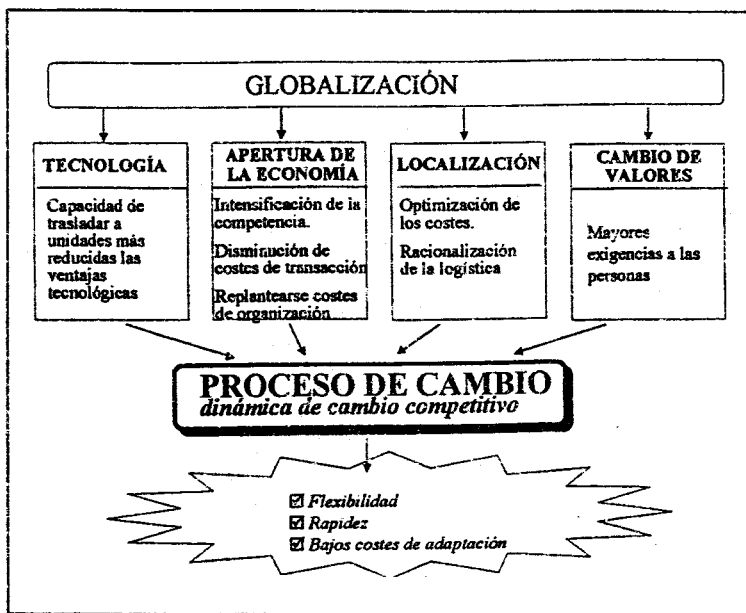 GLOBALIZACIÓN
TECNOLOGÍA
Capacidad de
trasladar a
unidades más
reducidas las
ventajas
tecnológicas
APERTURA DE
LA ECONOMÍA
Intensificación de la
competencia.
Disminución de
costes de transacción
Replantearse costes
de organización
LOCALIZACIÓN
Optimización de
los costes.
Racionalización
de la logística
CAMBIO DE
VALORES
Mayores
exigencias a las
personas
PROCESO DE CAMBIO
dinámica de cambio competitivo
☑ Flexibilidad
☑ Rapidez
☑ Bajos costes de adaptación